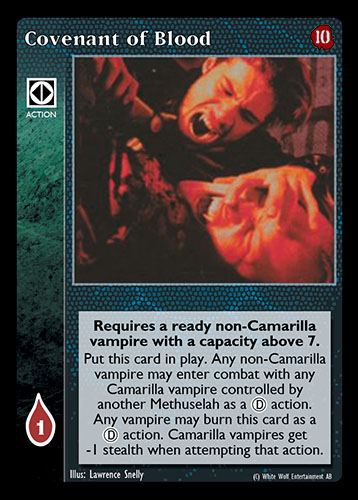 Covenant of Blood
10
ACTION
Requires a ready non-Camarilla
vampire with a capacity above 7.
Put this card in play. Any non-Camarilla
vampire may enter combat with any
Camarilla vampire controlled by
another Methuselah as a Ⓓ action.
Any vampire may burn this card as a
Ⓓ action. Camarilla vampires get
-1 stealth when attempting that action.
1
Illus: Lawrence Snelly
(C) White Wolf Entertainment AB